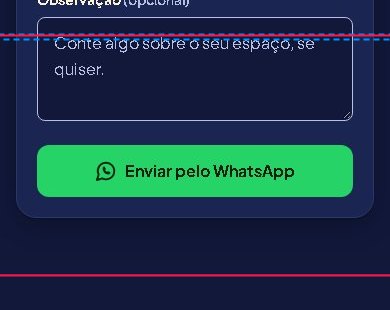 Observação (opcional)
Conte algo sobre o seu espaço, se
quiser.
Enviar pelo WhatsApp